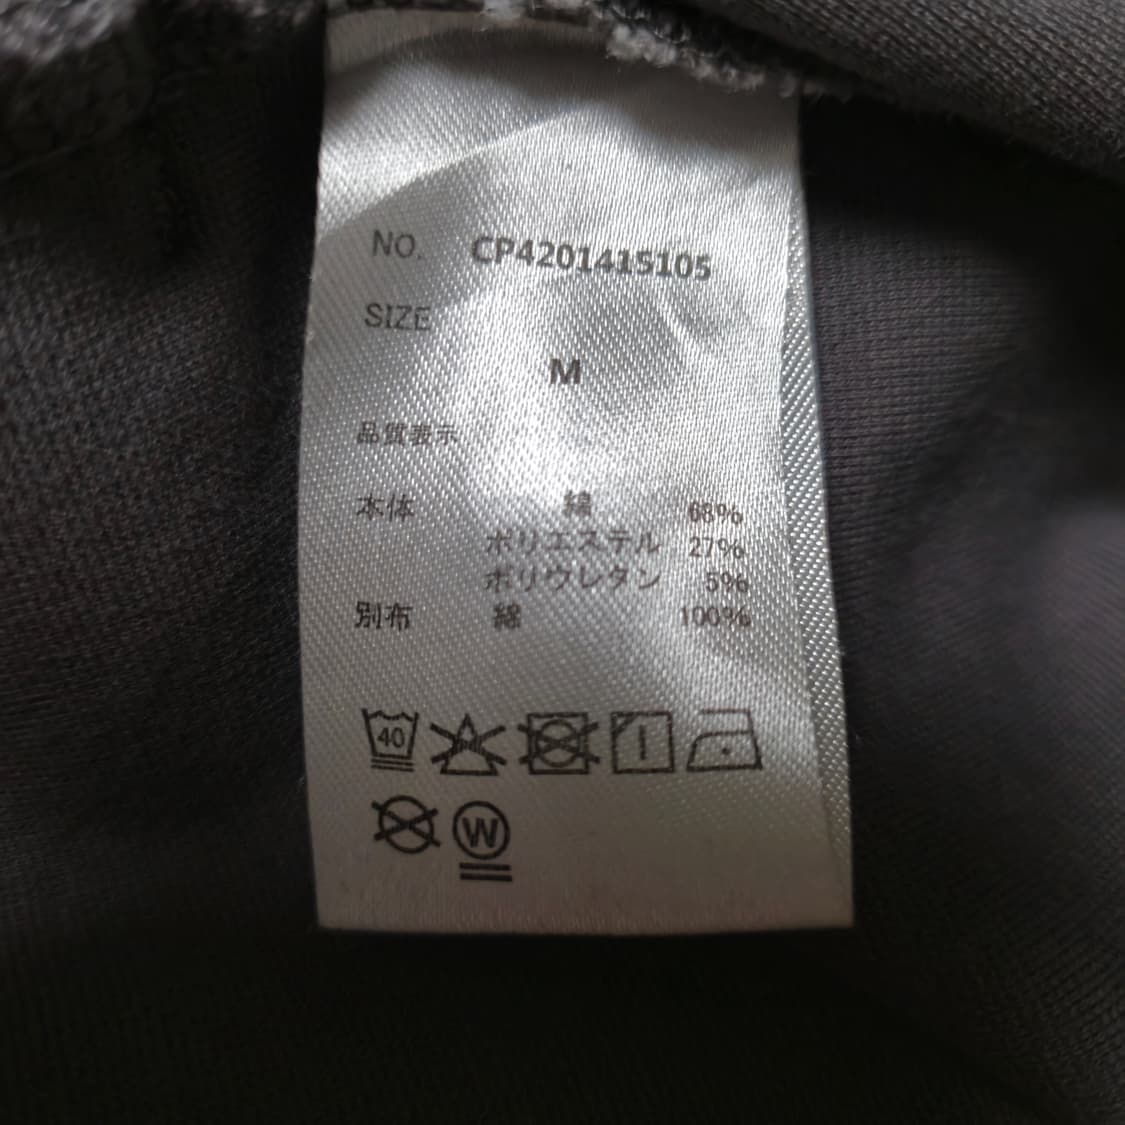 NO. CP4201415105
SIZE
M
品質表示
本体 綿 68%
ポリエステル 27%
ポリウレタン 5%
別布 綿 100%
40
W